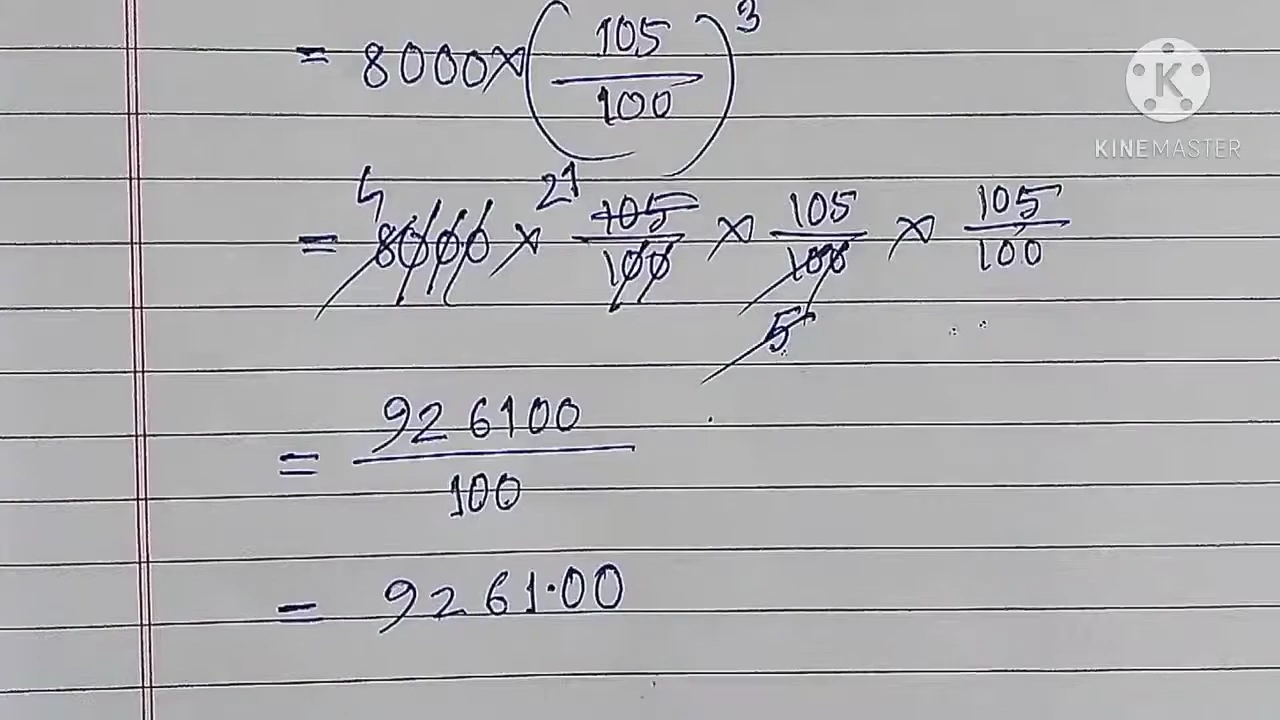 = 8000 × (105/100)³
K
KINEMASTER
4 21
= 8000 × 105/100 × 105/100 × 105/100
5
= 926100/100
= 9261.00